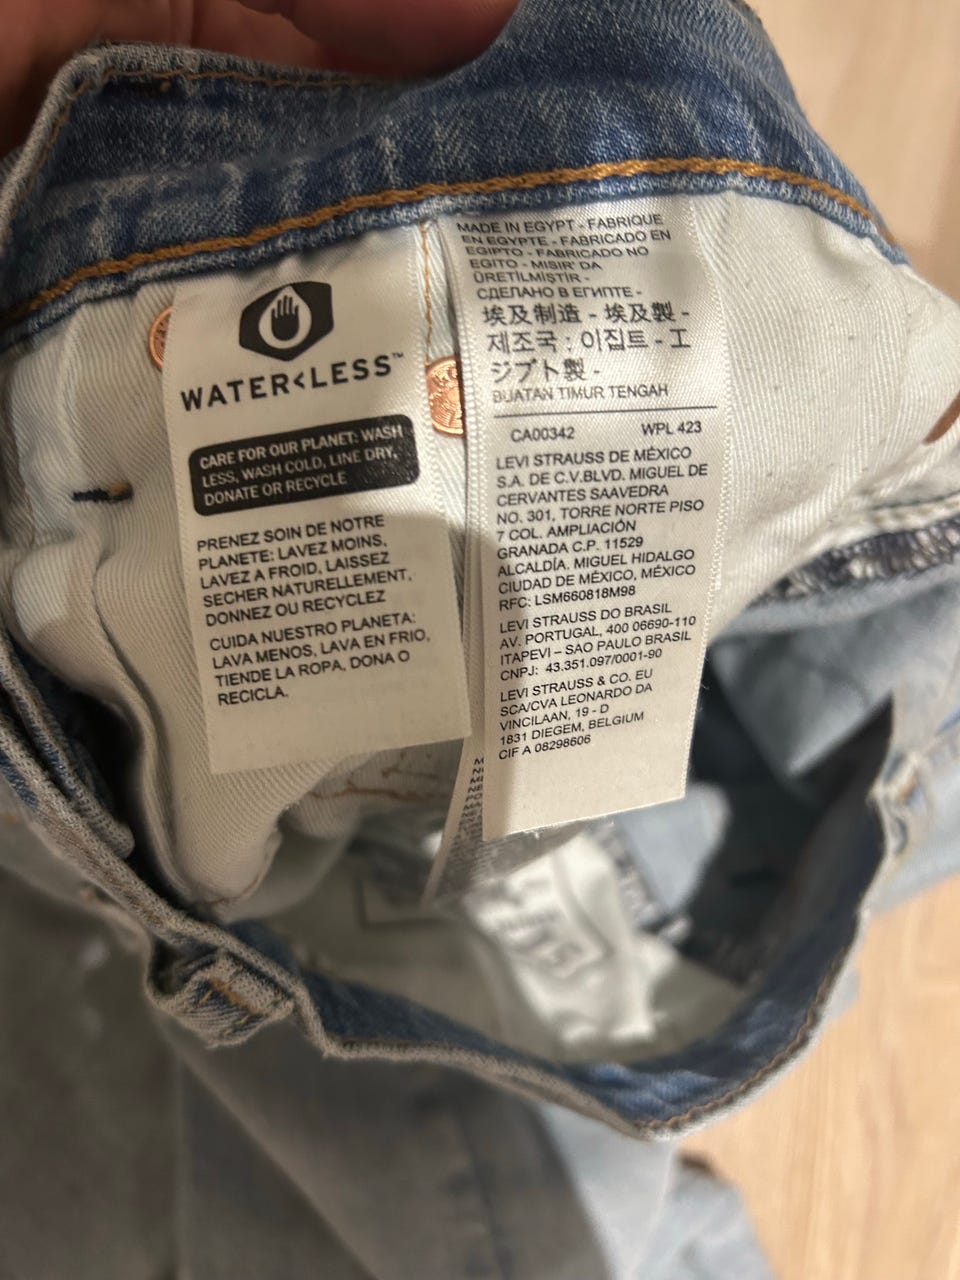 WATER<LESS™
CARE FOR OUR PLANET: WASH
LESS, WASH COLD, LINE DRY,
DONATE OR RECYCLE
PRENEZ SOIN DE NOTRE
PLANETE: LAVEZ MOINS,
LAVEZ A FROID, LAISSEZ
SECHER NATURELLEMENT,
DONNEZ OU RECYCLEZ
CUIDA NUESTRO PLANETA:
LAVA MENOS, LAVA EN FRIO,
TIENDE LA ROPA, DONA O
RECICLA.
MADE IN EGYPT - FABRIQUE
EN EGYPTE - FABRICADO EN
EGIPTO - FABRICADO NO
EGITO - MISIR' DA
ÜRETİLMİŞTİR -
СДЕЛАНО В ЕГИПТЕ -
埃及制造 - 埃及製 -
제조국 : 이집트 - エ
ジプト製 -
BUATAN TIMUR TENGAH
CA00342 WPL 423
LEVI STRAUSS DE MÉXICO
S.A. DE C.V.BLVD. MIGUEL DE
CERVANTES SAAVEDRA
NO. 301, TORRE NORTE PISO
7 COL. AMPLIACIÓN
GRANADA C.P. 11529
ALCALDÍA. MIGUEL HIDALGO
CIUDAD DE MÉXICO, MÉXICO
RFC: LSM660818M98
LEVI STRAUSS DO BRASIL
AV. PORTUGAL, 400 06690-110
ITAPEVI – SAO PAULO BRASIL
CNPJ: 43.351.097/0001-90
LEVI STRAUSS & CO. EU
SCA/CVA LEONARDO DA
VINCILAAN, 19 - D
1831 DIEGEM, BELGIUM
CIF A 08298606